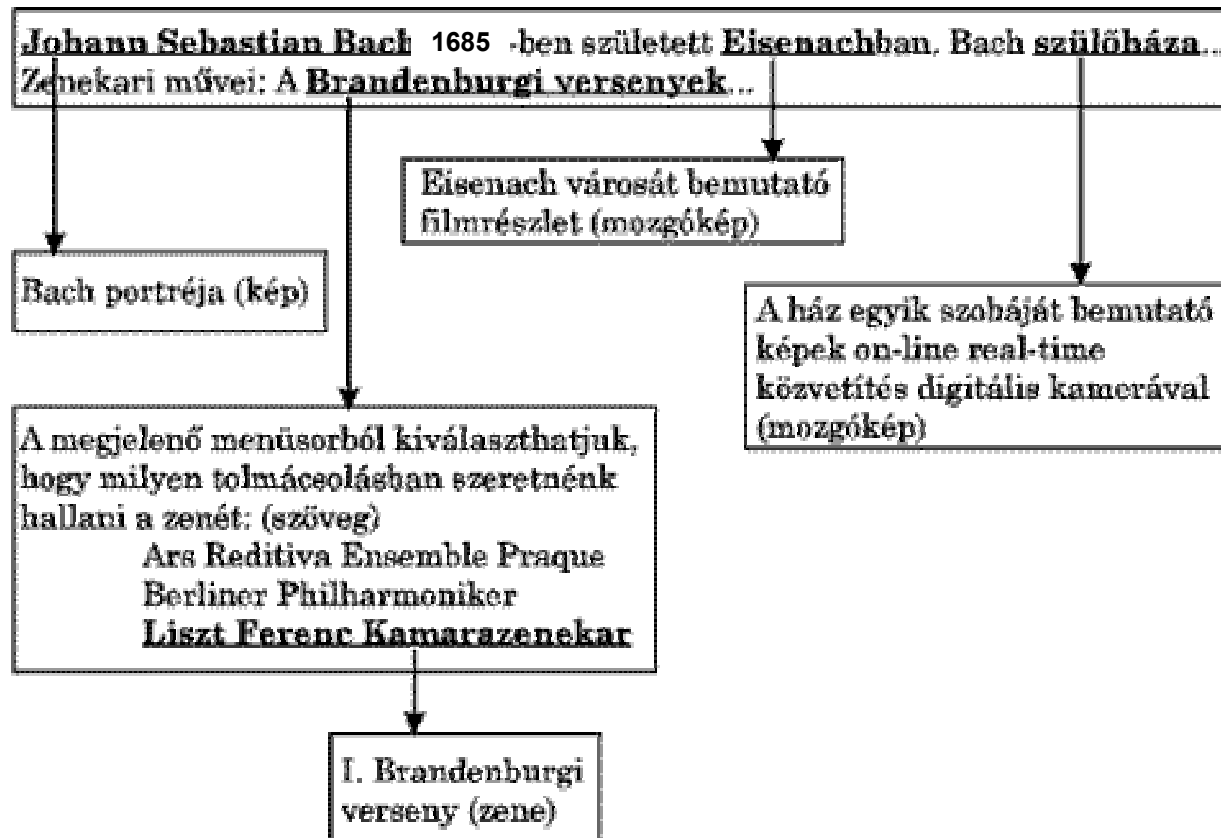 Johann Sebastian Bach 1685 -ben született Eisenachban, Bach szülőháza...
Zenekari művei: A Brandenburgi versenyek...
Eisenach városát bemutató
filmrészlet (mozgókép)
Bach portréja (kép)
A ház egyik szobáját bemutató
képek on-line real-time
közvetítés digitális kamerával
(mozgókép)
A megjelenő menüsorból kiválaszthatjuk,
hogy milyen tolmácsolásban szeretnénk
hallani a zenét: (szöveg)
Ars Reditiva Ensemble Praque
Berliner Philharmoniker
Liszt Ferenc Kamarazenekar
I. Brandenburgi
verseny (zene)